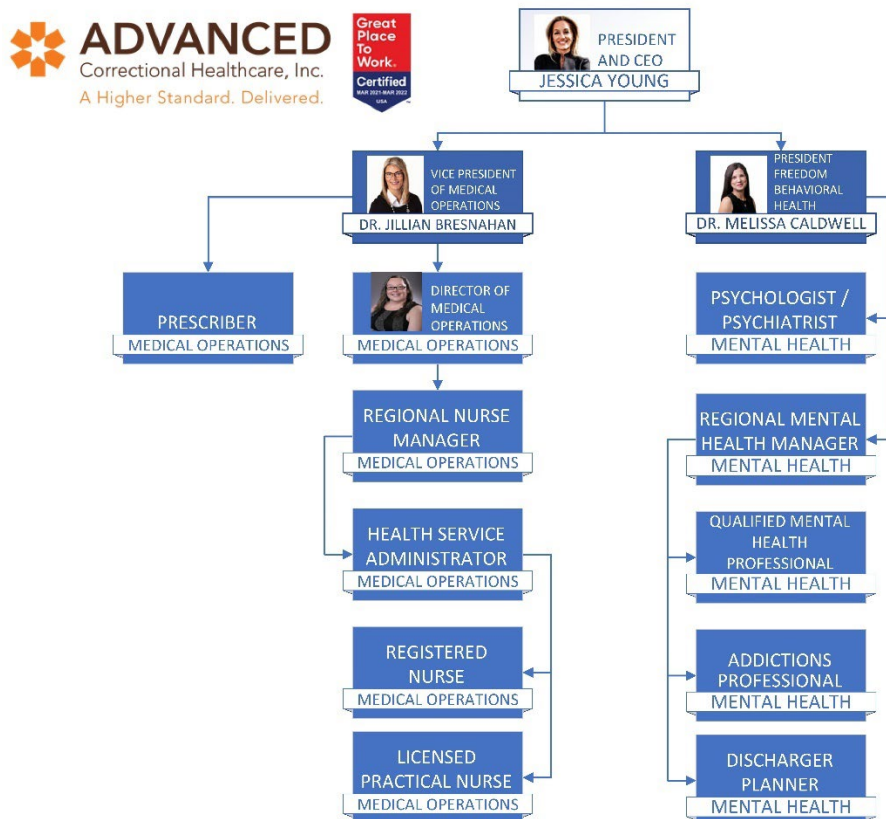 ADVANCED
Correctional Healthcare, Inc.
A Higher Standard. Delivered.
Great
Place
To
Work.
Certified
MAR 2021-MAR 2022
USA
PRESIDENT
AND CEO
JESSICA YOUNG
VICE PRESIDENT
OF MEDICAL
OPERATIONS
DR. JILLIAN BRESNAHAN
PRESIDENT
FREEDOM
BEHAVIORAL
HEALTH
DR. MELISSA CALDWELL
PRESCRIBER
MEDICAL OPERATIONS
DIRECTOR OF
MEDICAL
OPERATIONS
MEDICAL OPERATIONS
PSYCHOLOGIST /
PSYCHIATRIST
MENTAL HEALTH
REGIONAL NURSE
MANAGER
MEDICAL OPERATIONS
REGIONAL MENTAL
HEALTH MANAGER
MENTAL HEALTH
HEALTH SERVICE
ADMINISTRATOR
MEDICAL OPERATIONS
QUALIFIED MENTAL
HEALTH
PROFESSIONAL
MENTAL HEALTH
REGISTERED
NURSE
MEDICAL OPERATIONS
ADDICTIONS
PROFESSIONAL
MENTAL HEALTH
LICENSED
PRACTICAL NURSE
MEDICAL OPERATIONS
DISCHARGER
PLANNER
MENTAL HEALTH